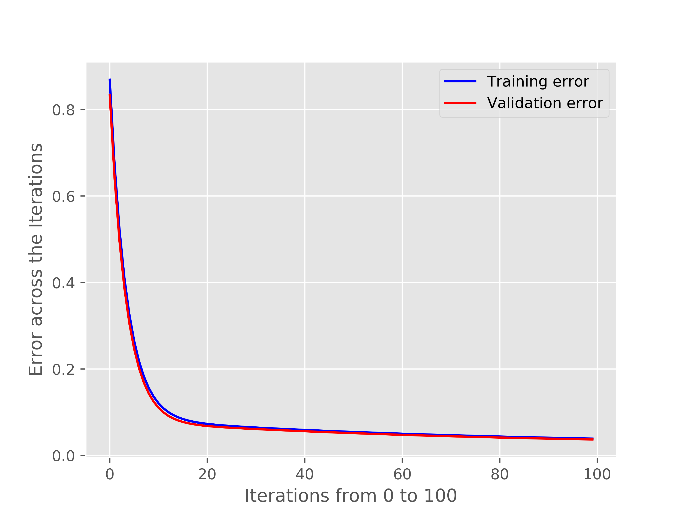 Training error
Validation error
0.8
0.6
0.4
0.2
0.0
Error across the Iterations
0 20 40 60 80 100
Iterations from 0 to 100